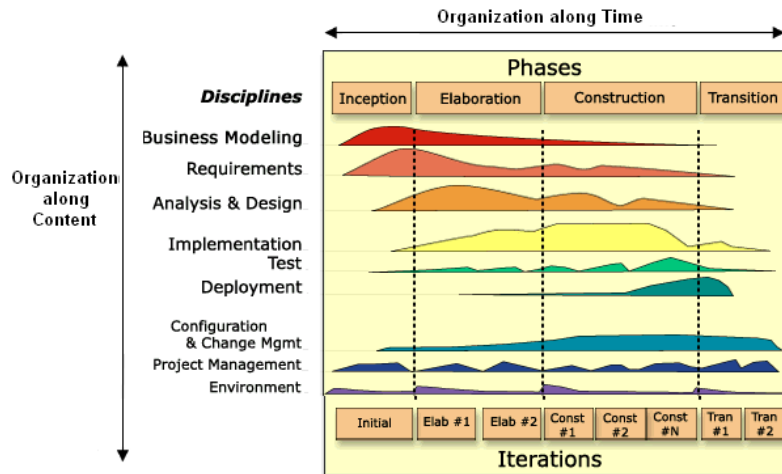 Organization along Time
Phases
Disciplines
Inception
Elaboration
Construction
Transition
Business Modeling
Requirements
Organization
along
Content
Analysis & Design
Implementation
Test
Deployment
Configuration
& Change Mgmt
Project Management
Environment
Initial
Elab #1
Elab #2
Const
#1
Const
#2
Const
#N
Tran
#1
Tran
#2
Iterations